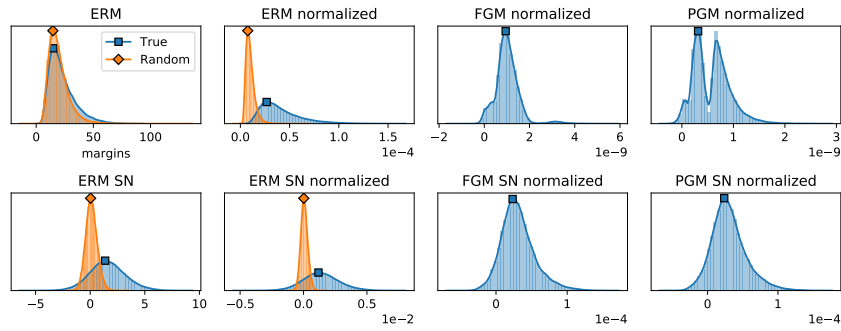 ERM
ERM normalized
FGM normalized
PGM normalized
True
Random
0
50
100
0.0
0.5
1.0
1.5
−2
0
2
4
6
0
1
2
3
margins
1e−4
1e−9
1e−9
ERM SN
ERM SN normalized
FGM SN normalized
PGM SN normalized
−5
0
5
10
−0.5
0.0
0.5
0
1
0
1
1e−2
1e−4
1e−4